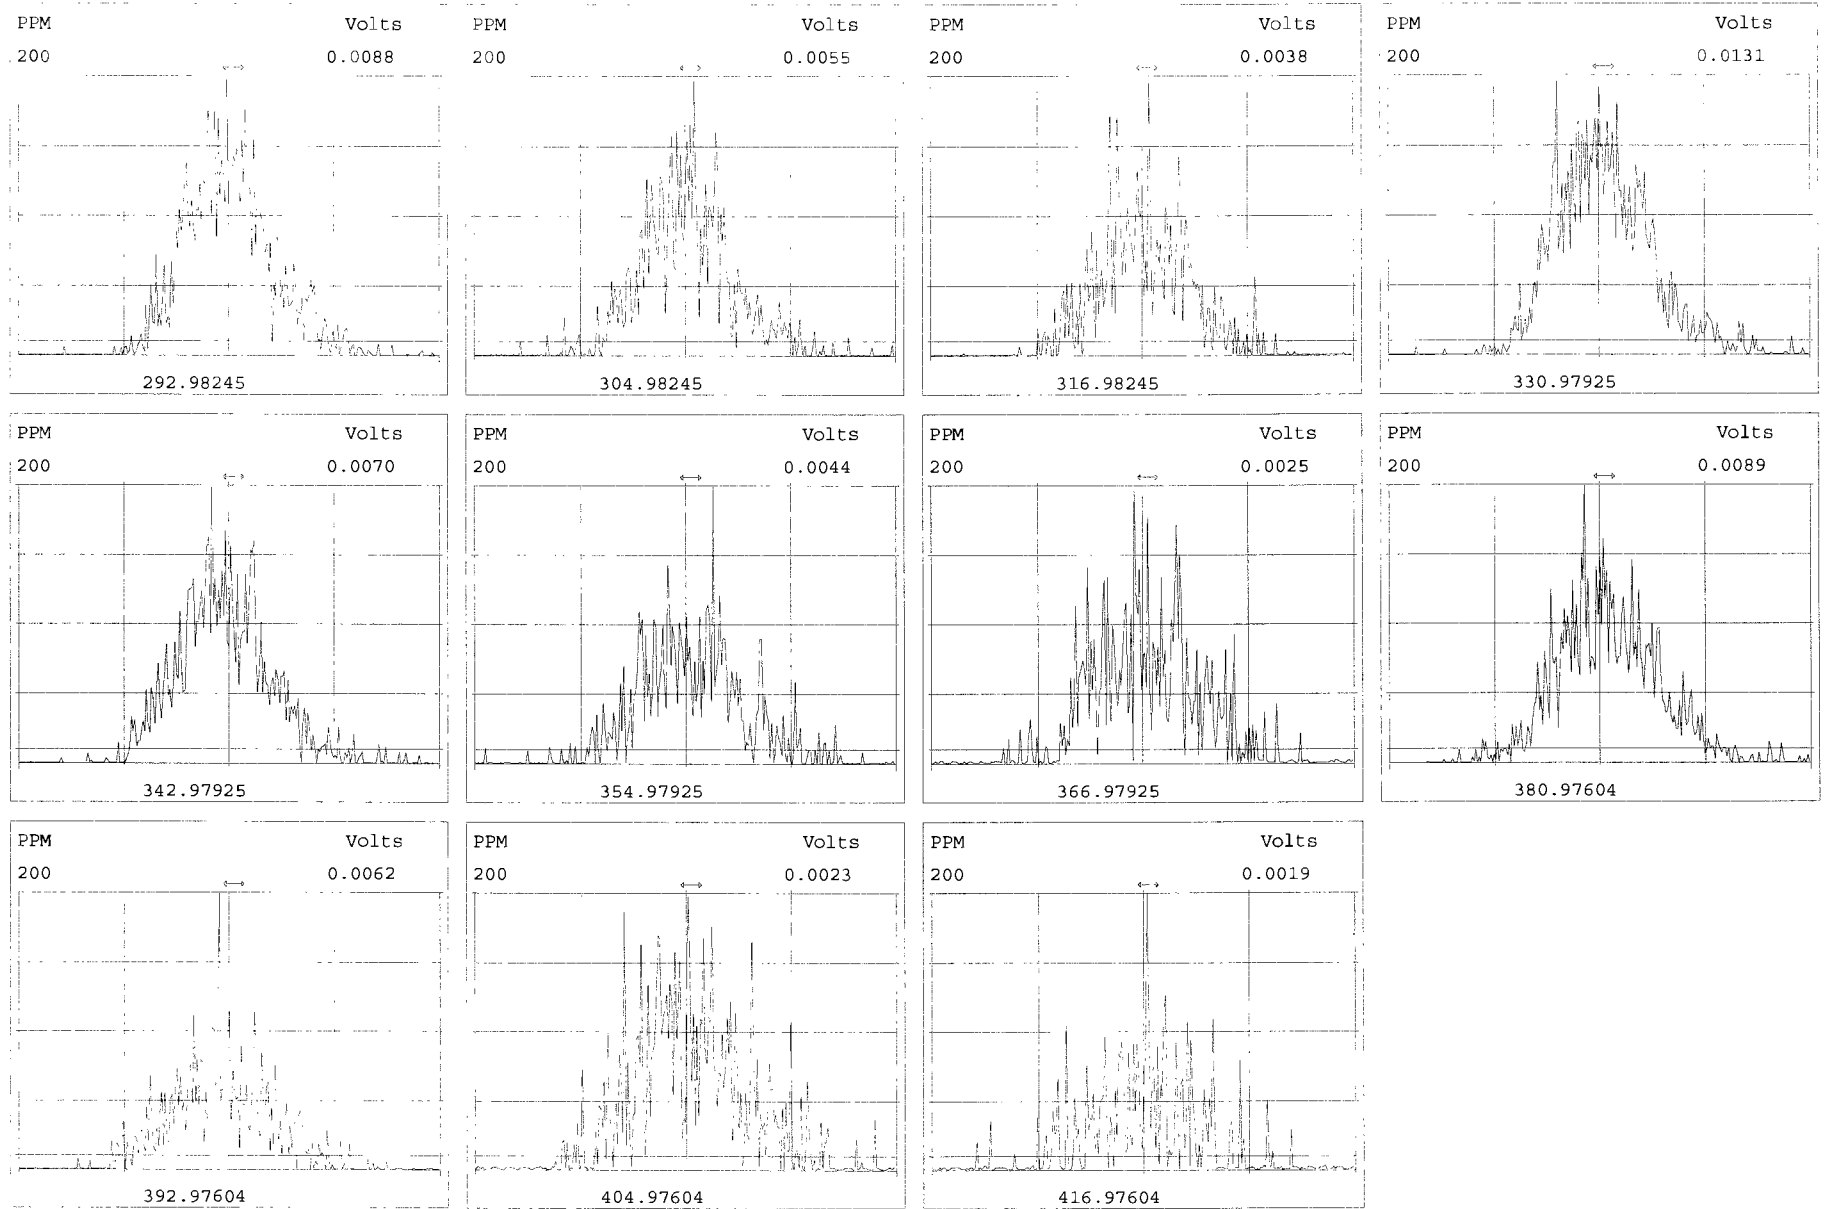 PPM Volts
200 0.0088
292.98245
PPM Volts
200 0.0055
304.98245
PPM Volts
200 0.0038
316.98245
PPM Volts
200 0.0131
330.97925
PPM Volts
200 0.0070
342.97925
PPM Volts
200 0.0044
354.97925
PPM Volts
200 0.0025
366.97925
PPM Volts
200 0.0089
380.97604
PPM Volts
200 0.0062
392.97604
PPM Volts
200 0.0023
404.97604
PPM Volts
200 0.0019
416.97604